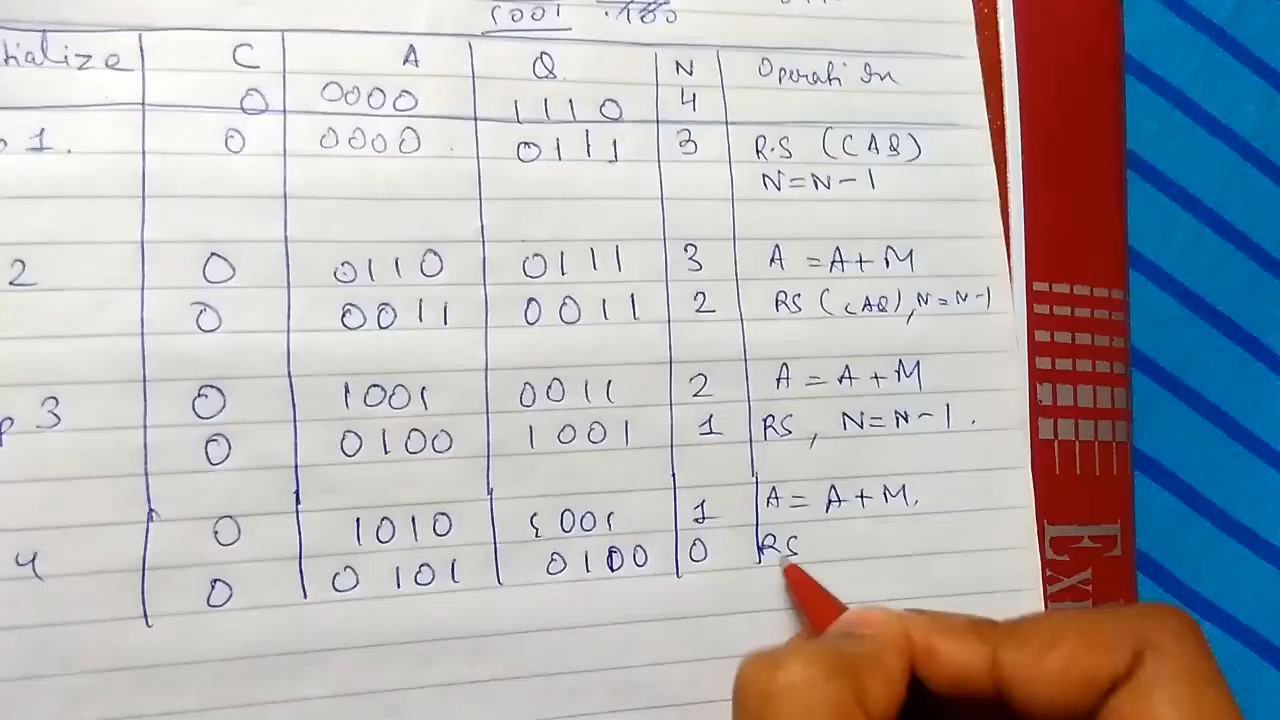 1001
tialize C A Q N Operation
0 0000 1110 4
p 1. 0 0000 0111 3 R.S (CAQ)
N=N-1
2 0 0110 0111 3 A = A+M
0 0011 0011 2 RS (CAQ), N=N-1
p 3 0 1001 0011 2 A = A+M
0 0100 1001 1 RS, N=N-1.
4 0 1010 1001 1 A = A+M.
0 0101 0100 0 RS
EX